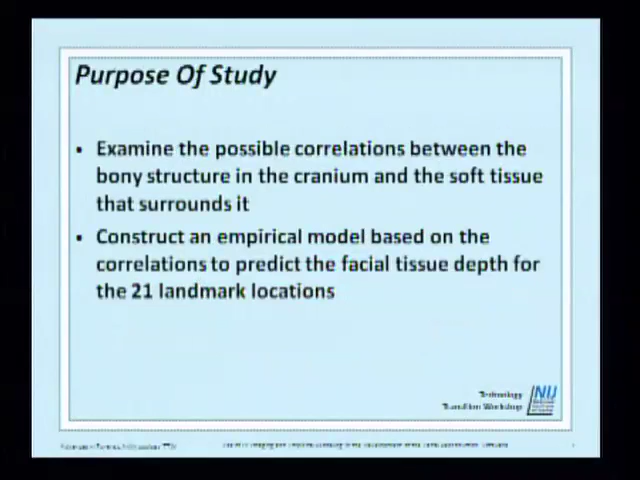 Purpose Of Study
▪ Examine the possible correlations between the
bony structure in the cranium and the soft tissue
that surrounds it
▪ Construct an empirical model based on the
correlations to predict the facial tissue depth for
the 21 landmark locations
Technology
Transition Workshop
NIJ